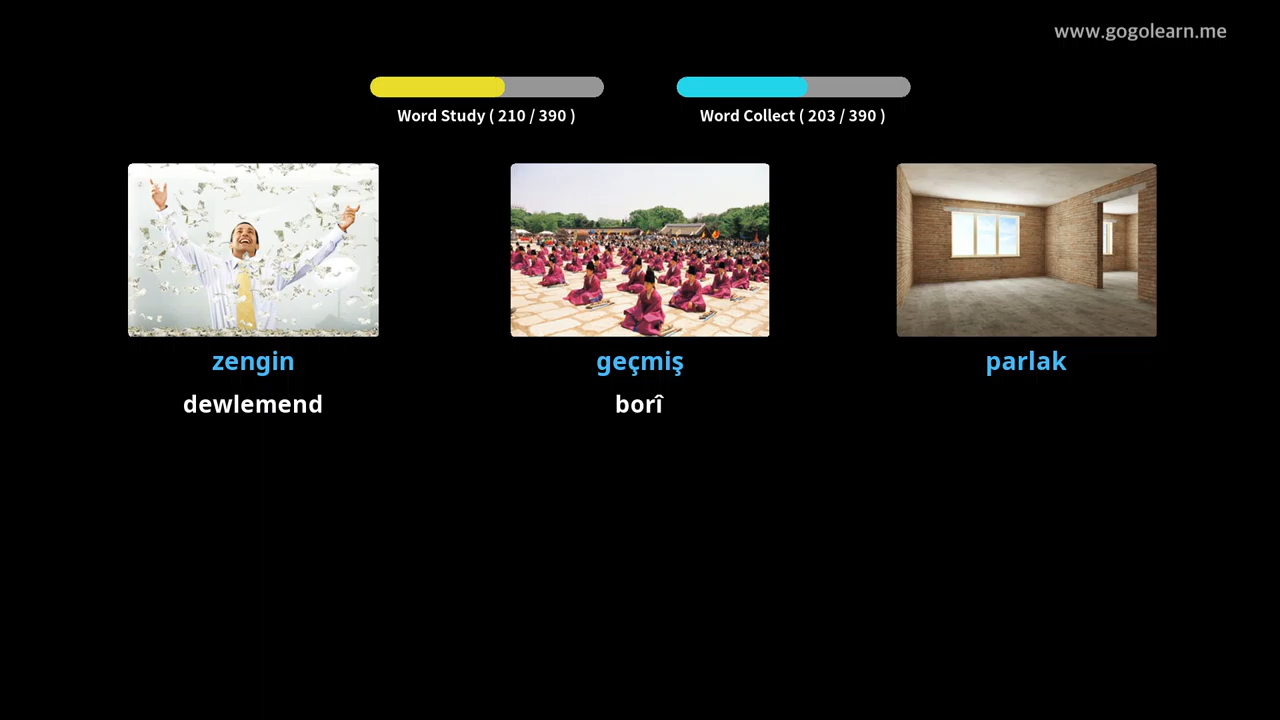 www.gogolearn.me
Word Study ( 210 / 390 )
Word Collect ( 203 / 390 )
zengin
geçmiş
parlak
dewlemend
borî